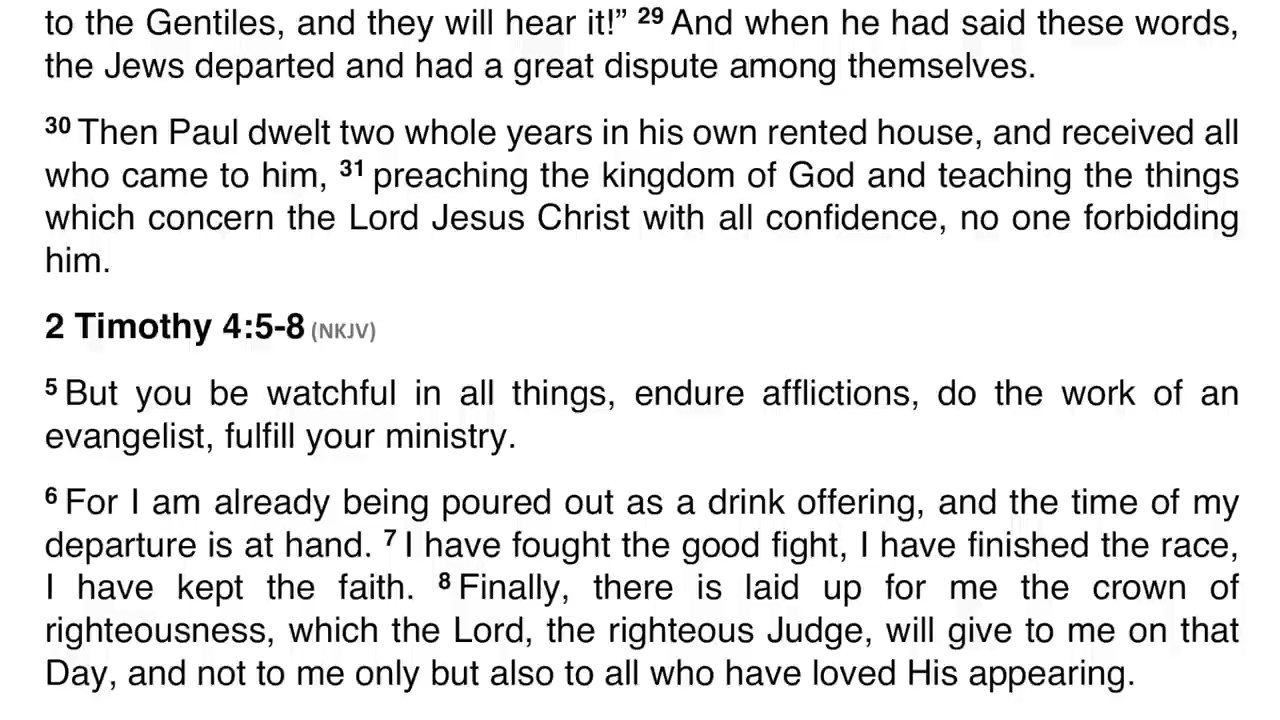 to the Gentiles, and they will hear it!” 29 And when he had said these words,
the Jews departed and had a great dispute among themselves.
30 Then Paul dwelt two whole years in his own rented house, and received all
who came to him, 31 preaching the kingdom of God and teaching the things
which concern the Lord Jesus Christ with all confidence, no one forbidding
him.
2 Timothy 4:5-8 (NKJV)
5 But you be watchful in all things, endure afflictions, do the work of an
evangelist, fulfill your ministry.
6 For I am already being poured out as a drink offering, and the time of my
departure is at hand. 7 I have fought the good fight, I have finished the race,
I have kept the faith. 8 Finally, there is laid up for me the crown of
righteousness, which the Lord, the righteous Judge, will give to me on that
Day, and not to me only but also to all who have loved His appearing.